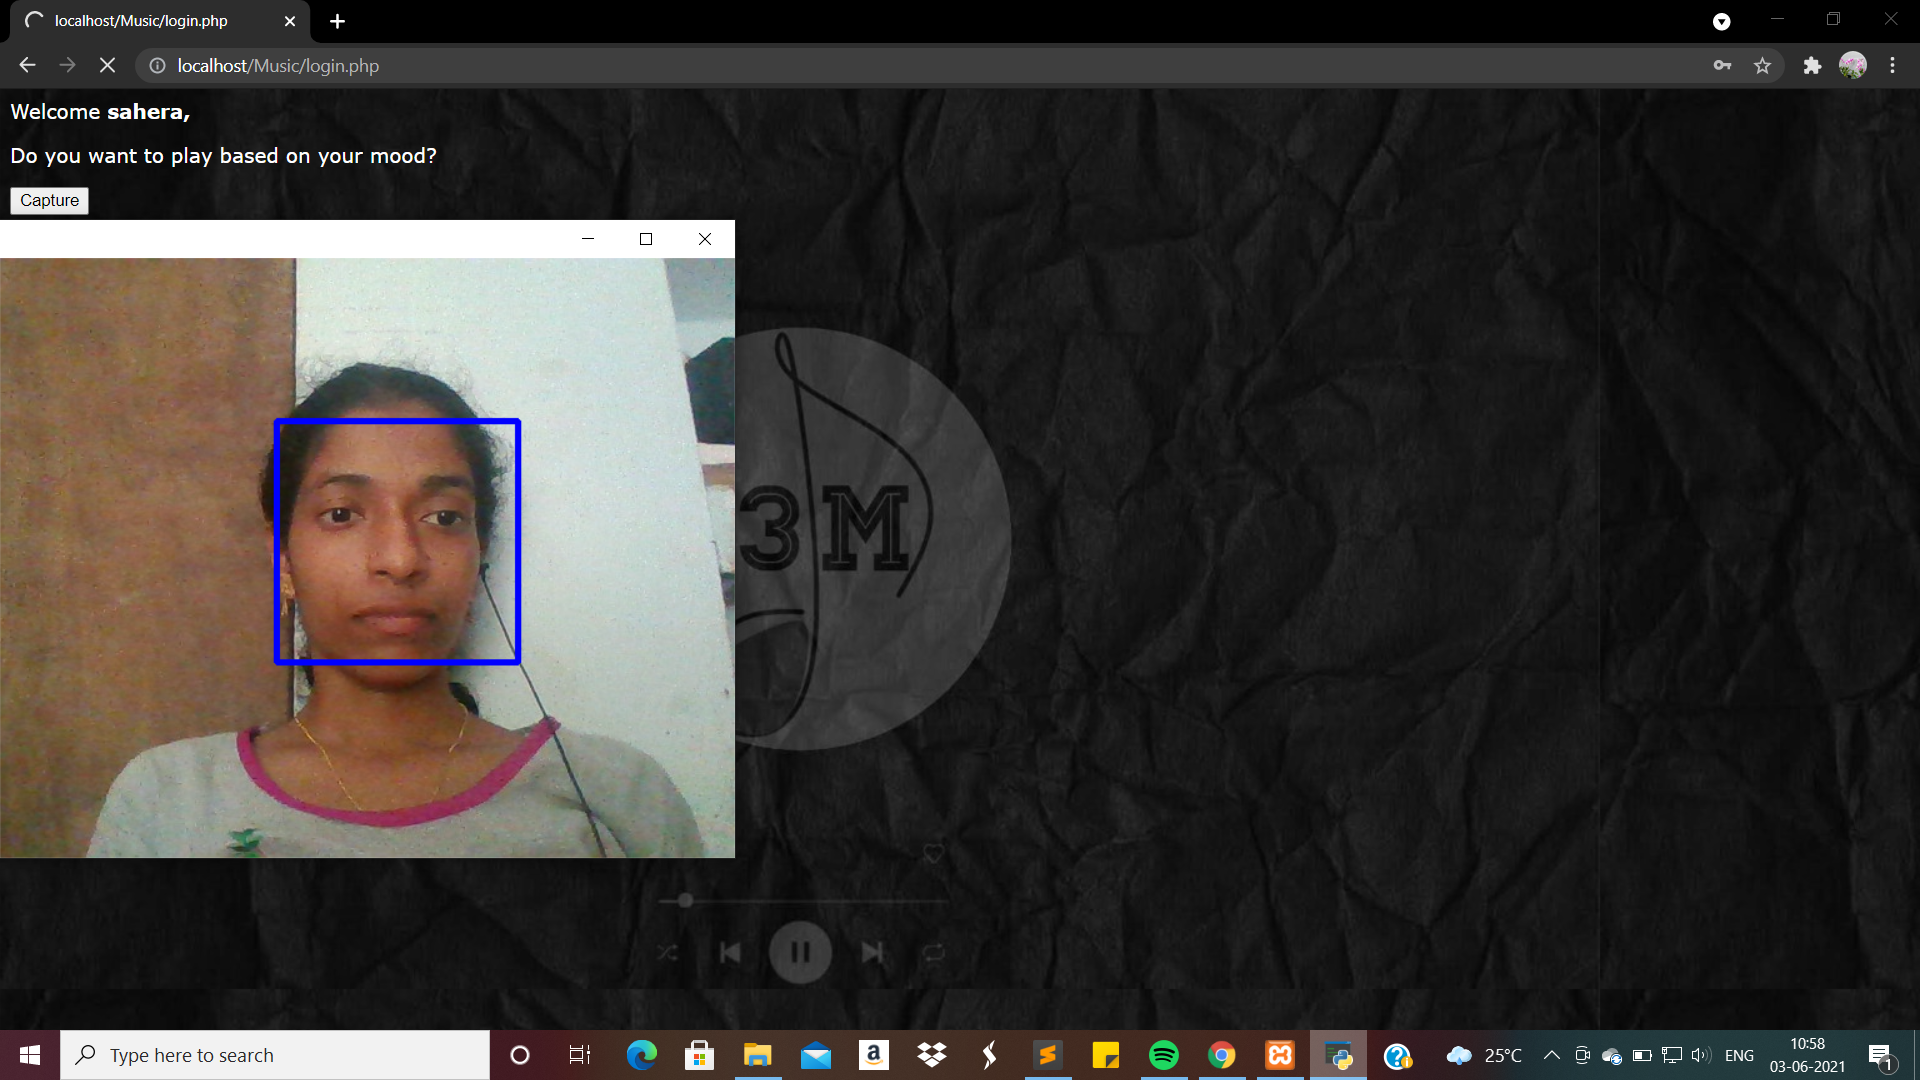 localhost/Music/login.php
localhost/Music/login.php
Welcome sahera,
Do you want to play based on your mood?
Capture
3M
Type here to search
25°C
ENG
10:58
03-06-2021
1